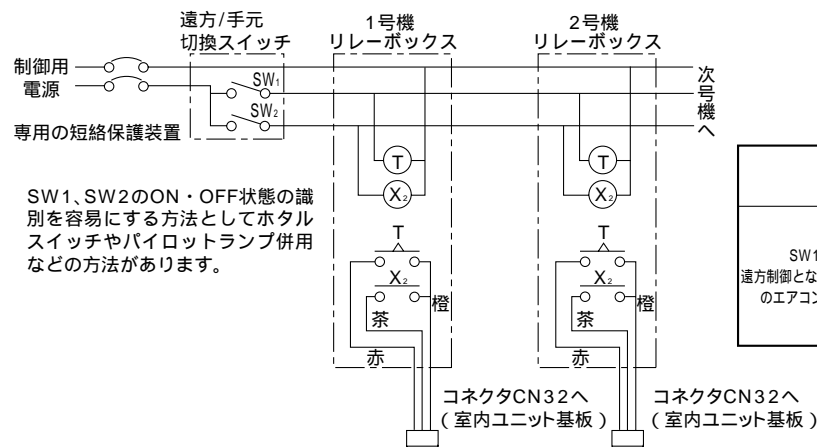 遠方/手元
切換スイッチ
1号機
リレーボックス
2号機
リレーボックス
制御用
電源
SW₁
SW₂
専用の短絡保護装置
次号機へ
T
X₂
T
X₂
SW1、SW2のON・OFF状態の識
別を容易にする方法としてホタル
スイッチやパイロットランプ併用
などの方法があります。
T
X₂
橙
茶
赤
T
X₂
橙
茶
赤
コネクタCN32へ
(室内ユニット基板)
コネクタCN32へ
(室内ユニット基板)
SW1
遠方制御とな
のエアコン